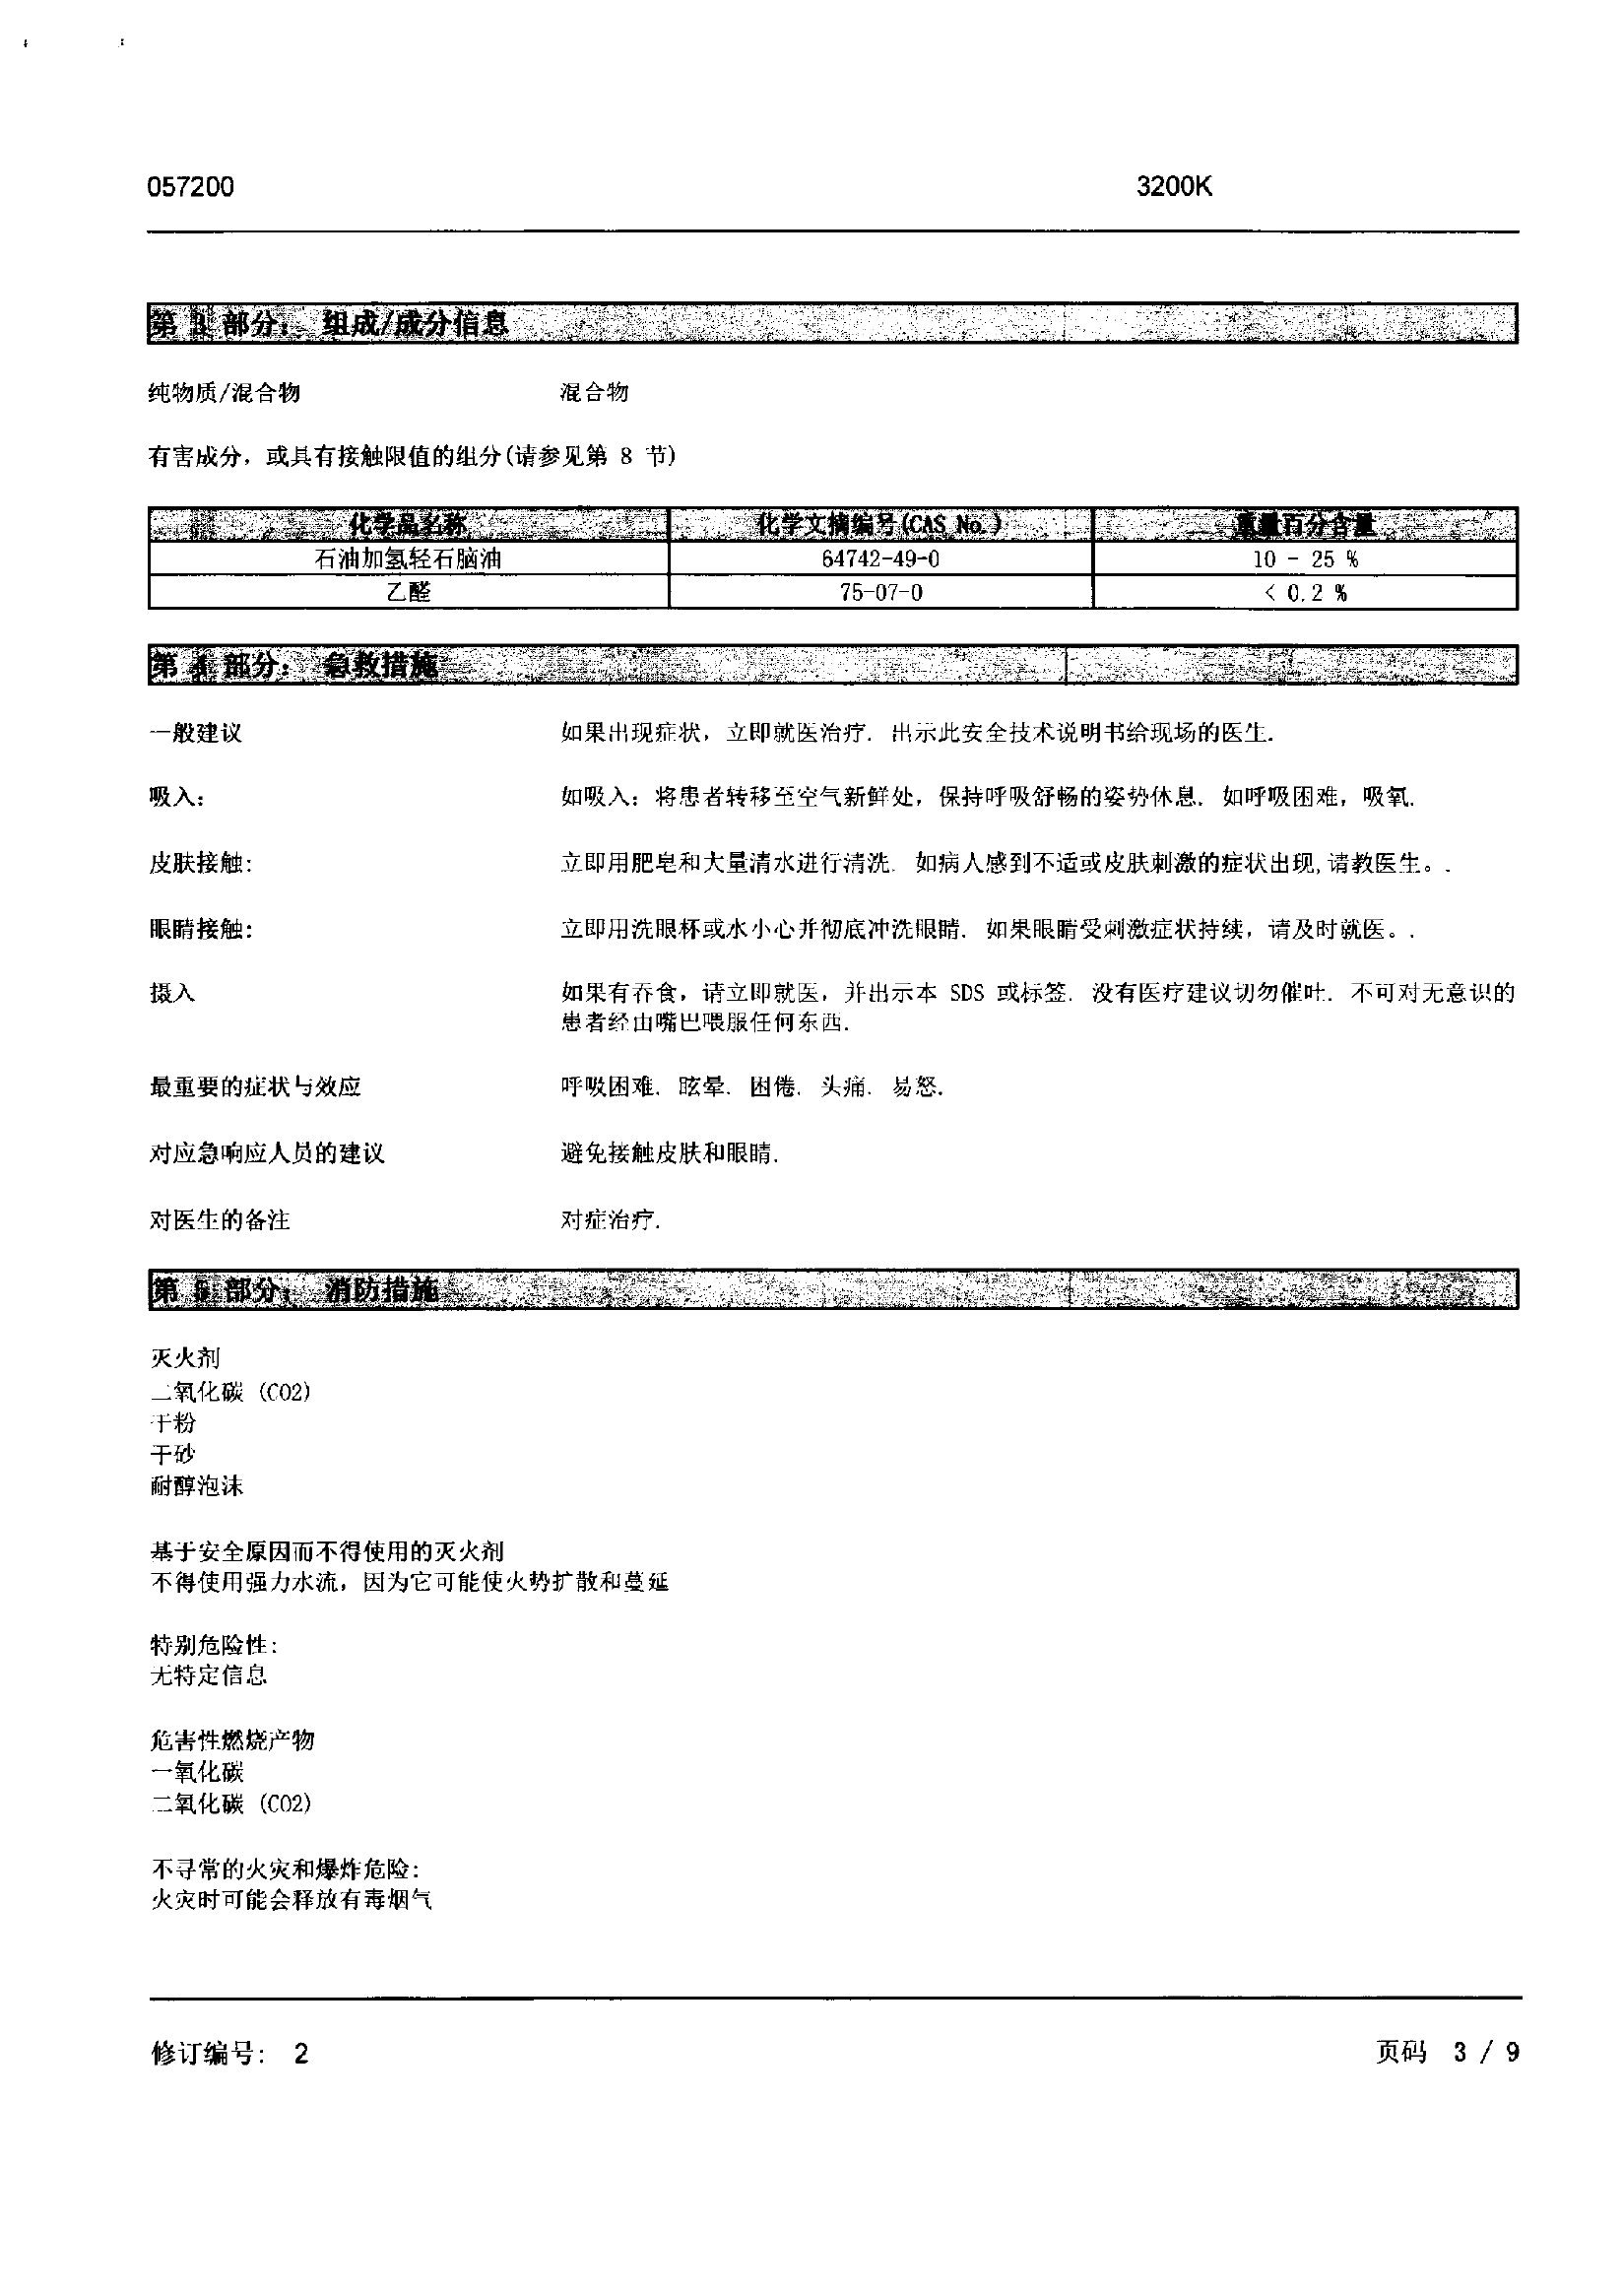 057200 3200K
第 3 部分： 组成/成分信息
纯物质/混合物 混合物
有害成分，或具有接触限值的组分(请参见第 8 节)
化学品名称 化学文摘编号(CAS No.) 重量百分含量
石油加氢轻石脑油 64742-49-0 10 - 25 %
乙醛 75-07-0 < 0.2 %
第 4 部分： 急救措施
一般建议 如果出现症状，立即就医治疗. 出示此安全技术说明书给现场的医生.
吸入: 如吸入：将患者转移至空气新鲜处，保持呼吸舒畅的姿势休息. 如呼吸困难，吸氧.
皮肤接触: 立即用肥皂和大量清水进行清洗. 如病人感到不适或皮肤刺激的症状出现,请教医生。.
眼睛接触: 立即用洗眼杯或水小心并彻底冲洗眼睛. 如果眼睛受刺激症状持续，请及时就医。.
摄入 如果有吞食，请立即就医，并出示本 SDS 或标签. 没有医疗建议切勿催吐. 不可对无意识的
患者经由嘴巴喂服任何东西.
最重要的症状与效应 呼吸困难. 眩晕. 困倦. 头痛. 易怒.
对应急响应人员的建议 避免接触皮肤和眼睛.
对医生的备注 对症治疗.
第 5 部分： 消防措施
灭火剂
二氧化碳 (CO2)
干粉
干砂
耐醇泡沫
基于安全原因而不得使用的灭火剂
不得使用强力水流，因为它可能使火势扩散和蔓延
特别危险性:
无特定信息
危害性燃烧产物
一氧化碳
二氧化碳 (CO2)
不寻常的火灾和爆炸危险:
火灾时可能会释放有毒烟气
修订编号: 2 页码 3 / 9